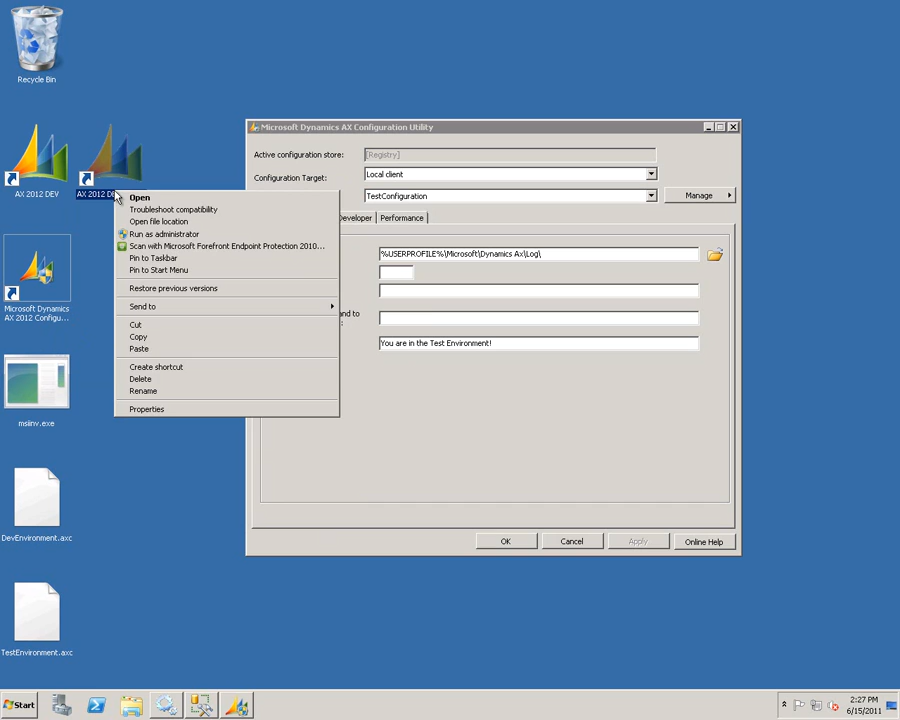 Recycle Bin
AX 2012 DEV
AX 2012 D
Open
Troubleshoot compatibility
Open file location
Run as administrator
Scan with Microsoft Forefront Endpoint Protection 2010...
Pin to Taskbar
Pin to Start Menu
Restore previous versions
Send to
Cut
Copy
Paste
Create shortcut
Delete
Rename
Properties
Microsoft Dynamics
AX 2012 Configu...
msiinv.exe
DevEnvironment.axc
TestEnvironment.axc
Microsoft Dynamics AX Configuration Utility
Active configuration store:
[Registry]
Configuration Target:
Local client
TestConfiguration
Manage
Developer
Performance
%USERPROFILE%\Microsoft\Dynamics Ax\Log\
and to
:
You are in the Test Environment!
OK
Cancel
Apply
Online Help
Start
2:27 PM
6/15/2011